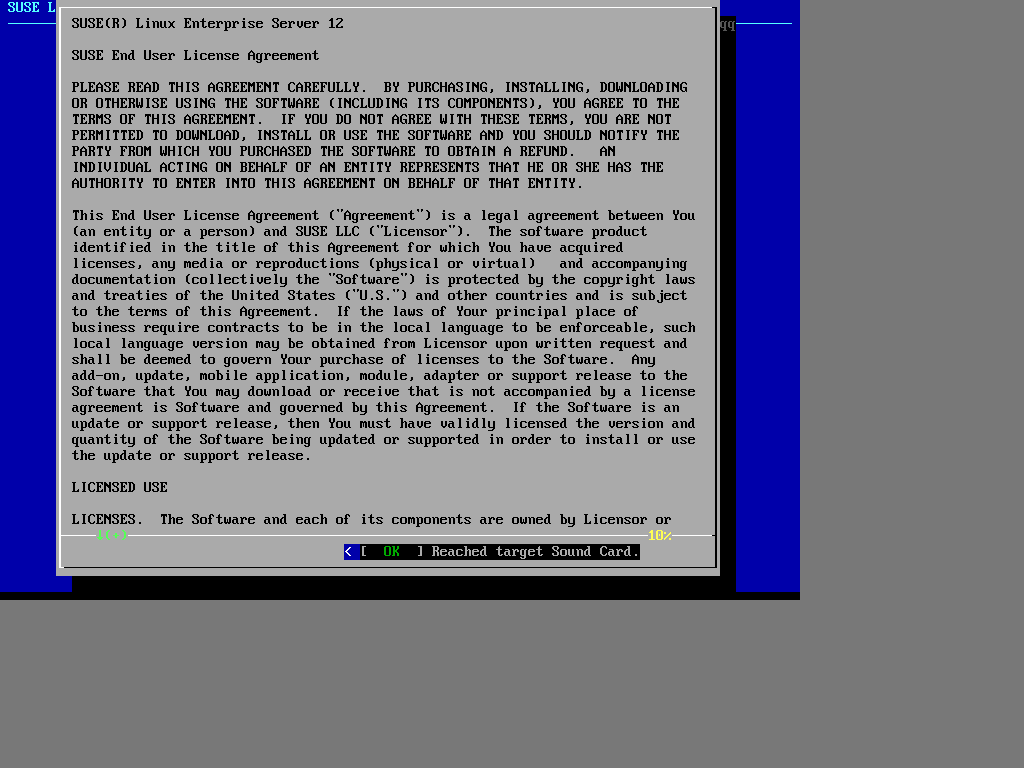 SUSE L
SUSE(R) Linux Enterprise Server 12
qq
SUSE End User License Agreement
PLEASE READ THIS AGREEMENT CAREFULLY.  BY PURCHASING, INSTALLING, DOWNLOADING
OR OTHERWISE USING THE SOFTWARE (INCLUDING ITS COMPONENTS), YOU AGREE TO THE
TERMS OF THIS AGREEMENT.  IF YOU DO NOT AGREE WITH THESE TERMS, YOU ARE NOT
PERMITTED TO DOWNLOAD, INSTALL OR USE THE SOFTWARE AND YOU SHOULD NOTIFY THE
PARTY FROM WHICH YOU PURCHASED THE SOFTWARE TO OBTAIN A REFUND.   AN
INDIVIDUAL ACTING ON BEHALF OF AN ENTITY REPRESENTS THAT HE OR SHE HAS THE
AUTHORITY TO ENTER INTO THIS AGREEMENT ON BEHALF OF THAT ENTITY.
This End User License Agreement ("Agreement") is a legal agreement between You
(an entity or a person) and SUSE LLC ("Licensor").  The software product
identified in the title of this Agreement for which You have acquired
licenses, any media or reproductions (physical or virtual)   and accompanying
documentation (collectively the "Software") is protected by the copyright laws
and treaties of the United States ("U.S.") and other countries and is subject
to the terms of this Agreement.  If the laws of Your principal place of
business require contracts to be in the local language to be enforceable, such
local language version may be obtained from Licensor upon written request and
shall be deemed to govern Your purchase of licenses to the Software.  Any
add-on, update, mobile application, module, adapter or support release to the
Software that You may download or receive that is not accompanied by a license
agreement is Software and governed by this Agreement.  If the Software is an
update or support release, then You must have validly licensed the version and
quantity of the Software being updated or supported in order to install or use
the update or support release.
LICENSED USE
LICENSES.  The Software and each of its components are owned by Licensor or
10%
< [  OK  ] Reached target Sound Card.